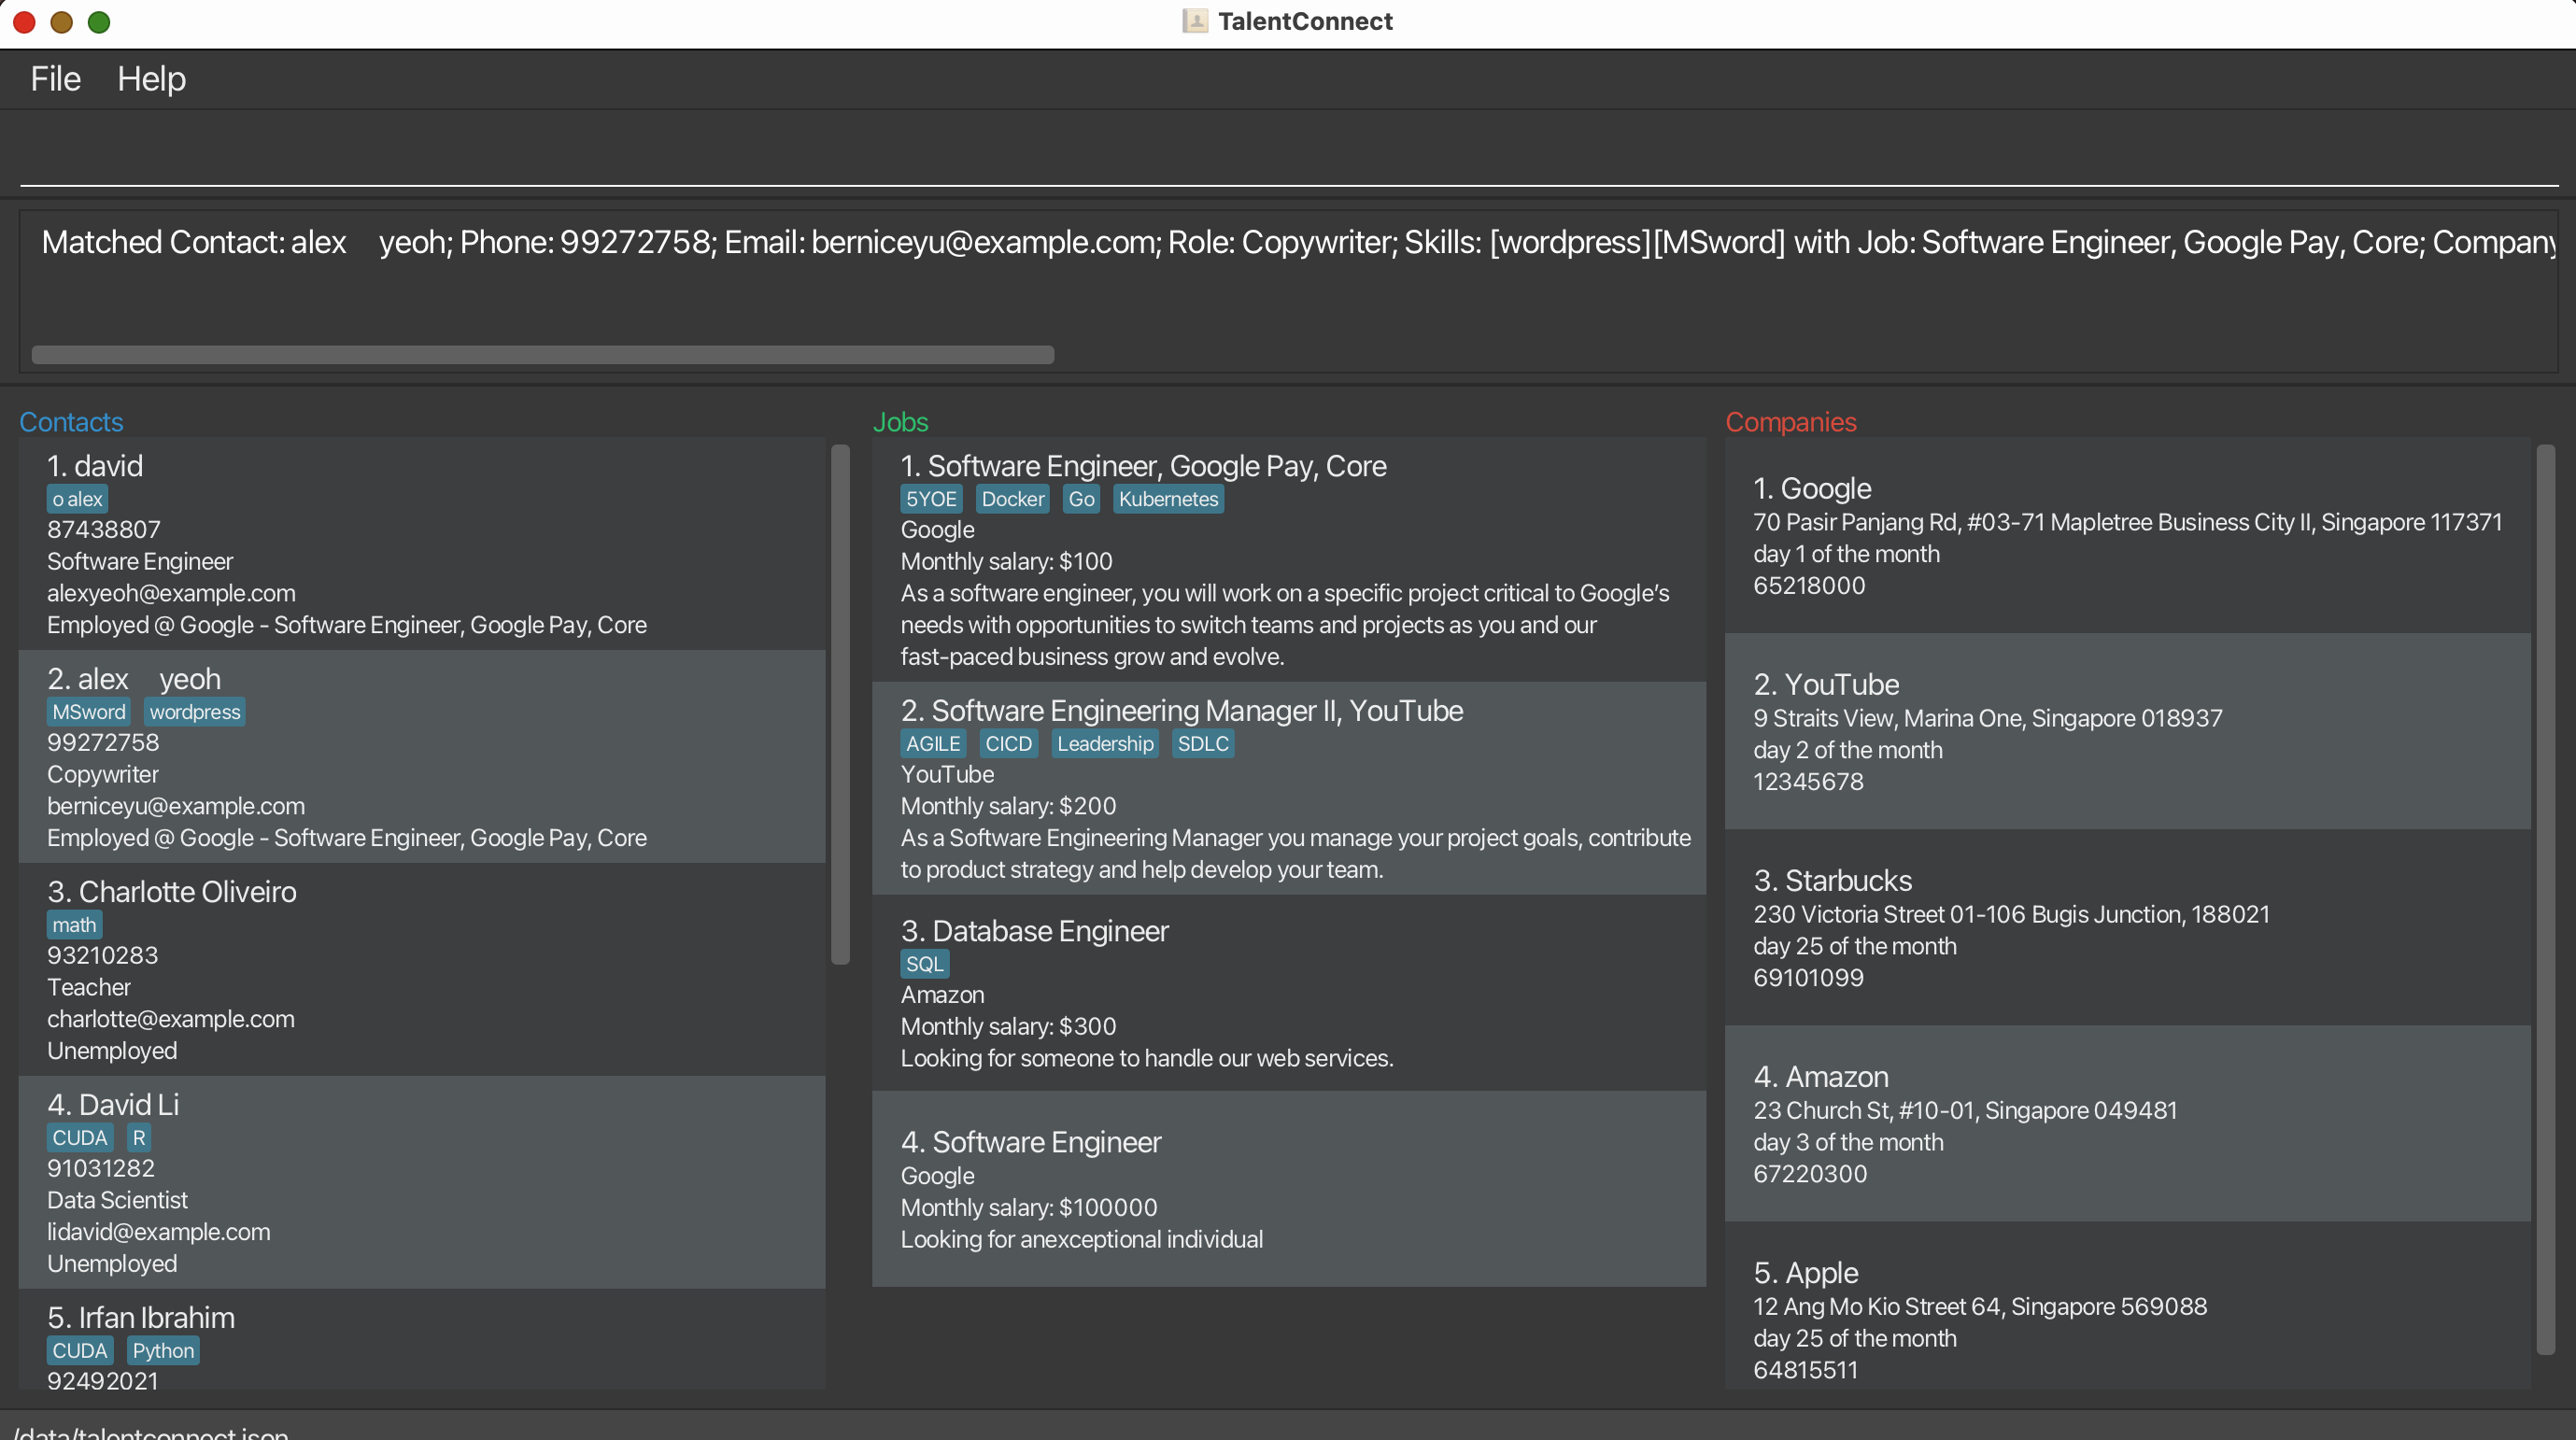 TalentConnect
File Help
Matched Contact: alex    yeoh; Phone: 99272758; Email: berniceyu@example.com; Role: Copywriter; Skills: [wordpress][MSword] with Job: Software Engineer, Google Pay, Core; Company
Contacts
1. david
o alex
87438807
Software Engineer
alexyeoh@example.com
Employed @ Google - Software Engineer, Google Pay, Core
2. alex    yeoh
MSword wordpress
99272758
Copywriter
berniceyu@example.com
Employed @ Google - Software Engineer, Google Pay, Core
3. Charlotte Oliveiro
math
93210283
Teacher
charlotte@example.com
Unemployed
4. David Li
CUDA R
91031282
Data Scientist
lidavid@example.com
Unemployed
5. Irfan Ibrahim
CUDA Python
92492021
Jobs
1. Software Engineer, Google Pay, Core
5YOE Docker Go Kubernetes
Google
Monthly salary: $100
As a software engineer, you will work on a specific project critical to Google’s
needs with opportunities to switch teams and projects as you and our
fast-paced business grow and evolve.
2. Software Engineering Manager II, YouTube
AGILE CICD Leadership SDLC
YouTube
Monthly salary: $200
As a Software Engineering Manager you manage your project goals, contribute
to product strategy and help develop your team.
3. Database Engineer
SQL
Amazon
Monthly salary: $300
Looking for someone to handle our web services.
4. Software Engineer
Google
Monthly salary: $100000
Looking for anexceptional individual
Companies
1. Google
70 Pasir Panjang Rd, #03-71 Mapletree Business City II, Singapore 117371
day 1 of the month
65218000
2. YouTube
9 Straits View, Marina One, Singapore 018937
day 2 of the month
12345678
3. Starbucks
230 Victoria Street 01-106 Bugis Junction, 188021
day 25 of the month
69101099
4. Amazon
23 Church St, #10-01, Singapore 049481
day 3 of the month
67220300
5. Apple
12 Ang Mo Kio Street 64, Singapore 569088
day 25 of the month
64815511
/data/talentconnect.json